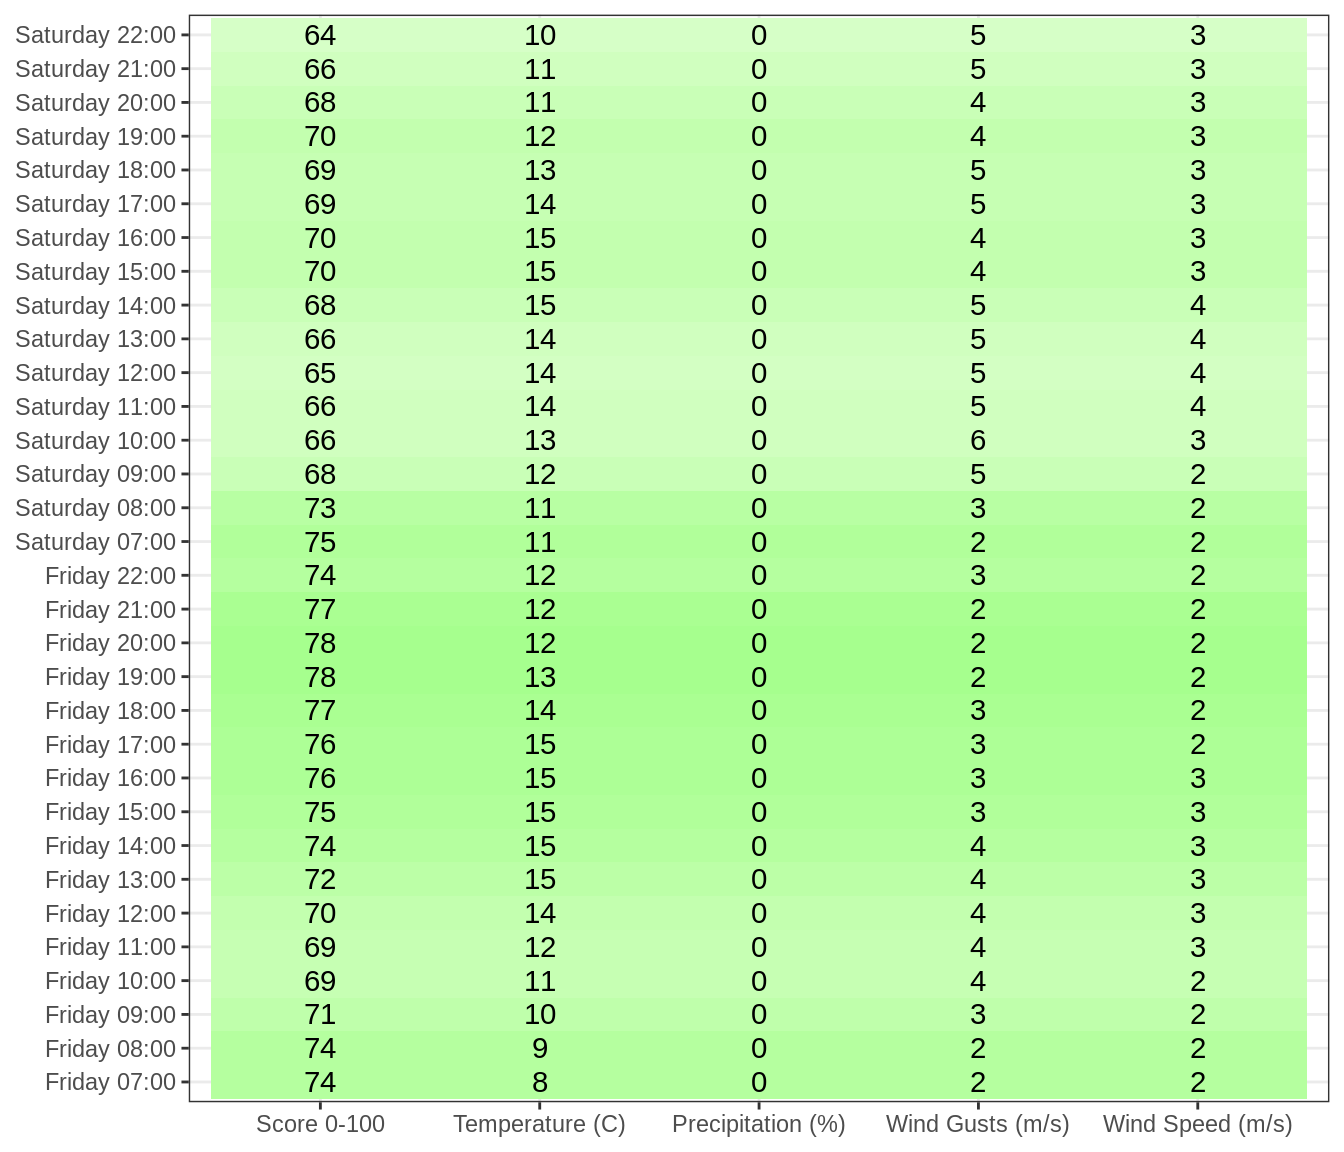 Saturday 22:00 64 10 0 5 3
Saturday 21:00 66 11 0 5 3
Saturday 20:00 68 11 0 4 3
Saturday 19:00 70 12 0 4 3
Saturday 18:00 69 13 0 5 3
Saturday 17:00 69 14 0 5 3
Saturday 16:00 70 15 0 4 3
Saturday 15:00 70 15 0 4 3
Saturday 14:00 68 15 0 5 4
Saturday 13:00 66 14 0 5 4
Saturday 12:00 65 14 0 5 4
Saturday 11:00 66 14 0 5 4
Saturday 10:00 66 13 0 6 3
Saturday 09:00 68 12 0 5 2
Saturday 08:00 73 11 0 3 2
Saturday 07:00 75 11 0 2 2
Friday 22:00 74 12 0 3 2
Friday 21:00 77 12 0 2 2
Friday 20:00 78 12 0 2 2
Friday 19:00 78 13 0 2 2
Friday 18:00 77 14 0 3 2
Friday 17:00 76 15 0 3 2
Friday 16:00 76 15 0 3 3
Friday 15:00 75 15 0 3 3
Friday 14:00 74 15 0 4 3
Friday 13:00 72 15 0 4 3
Friday 12:00 70 14 0 4 3
Friday 11:00 69 12 0 4 3
Friday 10:00 69 11 0 4 2
Friday 09:00 71 10 0 3 2
Friday 08:00 74 9 0 2 2
Friday 07:00 74 8 0 2 2
Score 0-100 Temperature (C) Precipitation (%) Wind Gusts (m/s) Wind Speed (m/s)